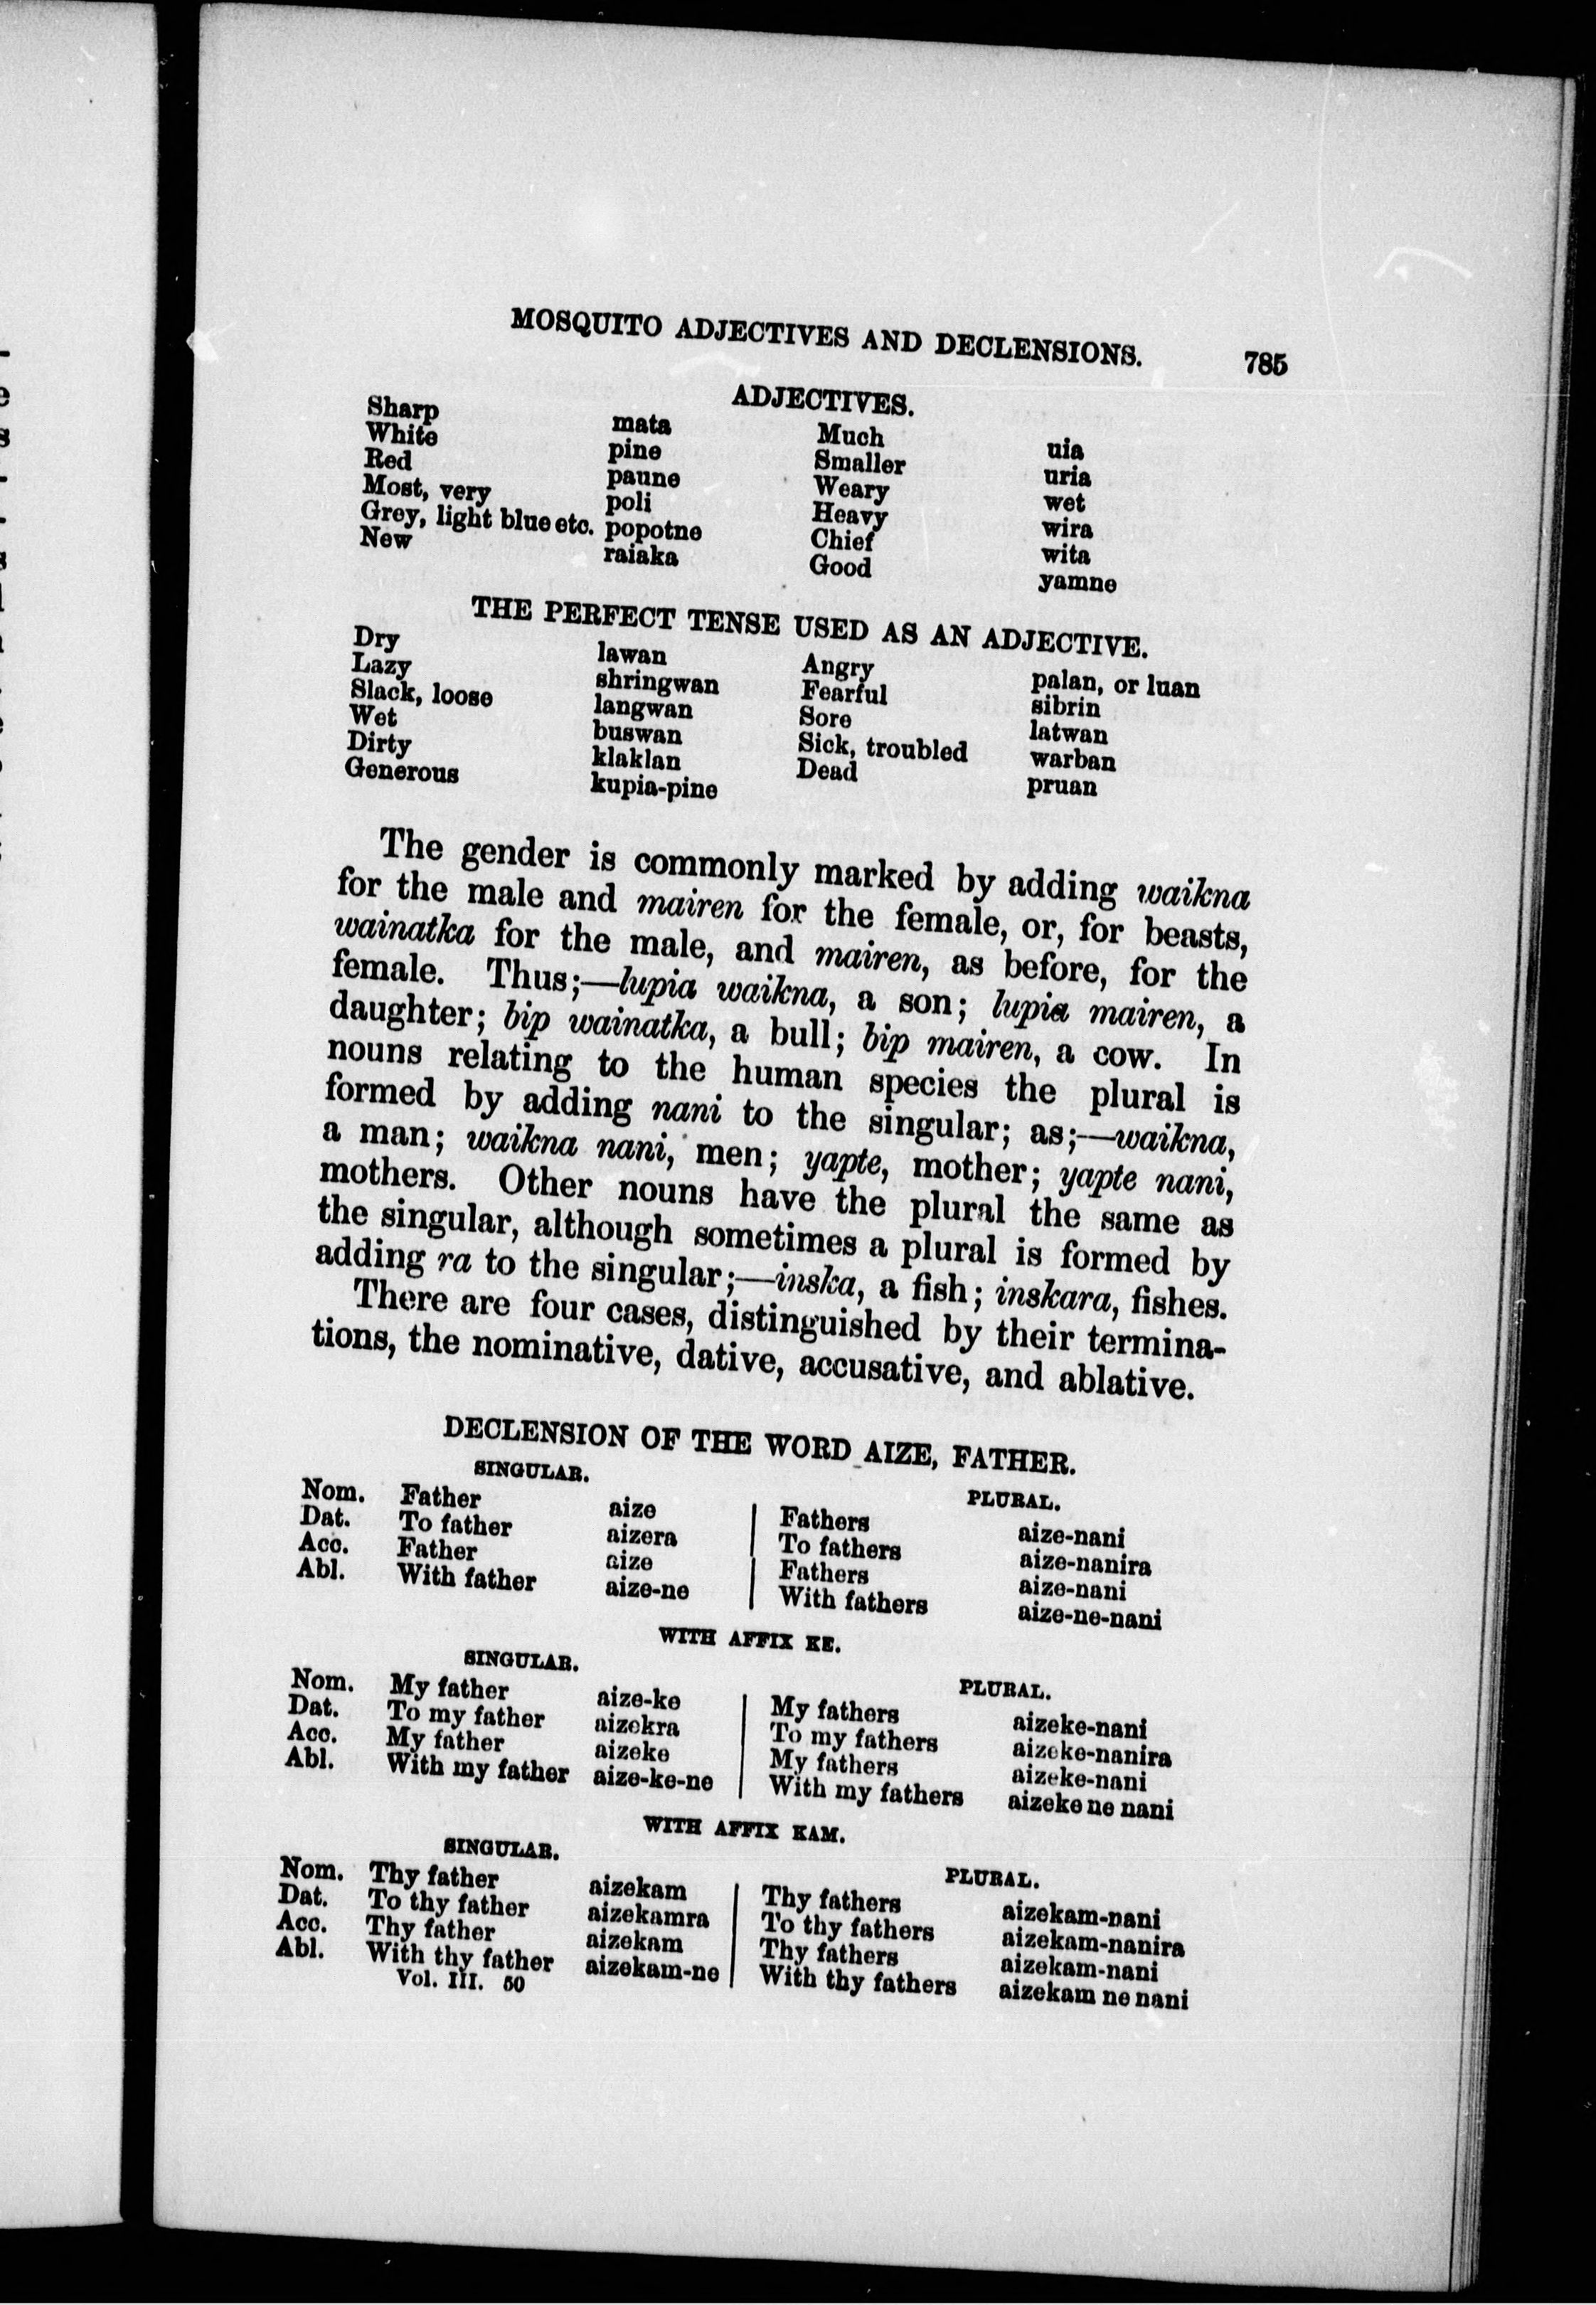 MOSQUITO ADJECTIVES AND DECLENSIONS. 785
ADJECTIVES.
Sharp mata Much uia
White pine Smaller uria
Red paune Weary wet
Most, very poli Heavy wira
Grey, light blue etc. popotne Chief wita
New raiaka Good yamne
THE PERFECT TENSE USED AS AN ADJECTIVE.
Dry lawan Angry palan, or luan
Lazy shringwan Fearful sibrin
Slack, loose langwan Sore latwan
Wet buswan Sick, troubled warban
Dirty klaklan Dead pruan
Generous kupia-pine
The gender is commonly marked by adding waikna
for the male and mairen for the female, or, for beasts,
wainatka for the male, and mairen, as before, for the
female. Thus;—lupia waikna, a son; lupia mairen, a
daughter; bip wainatka, a bull; bip mairen, a cow. In
nouns relating to the human species the plural is
formed by adding nani to the singular; as;—waikna,
a man; waikna nani, men; yapte, mother; yapte nani,
mothers. Other nouns have the plural the same as
the singular, although sometimes a plural is formed by
adding ra to the singular;—inska, a fish; inskara, fishes.
There are four cases, distinguished by their termina-
tions, the nominative, dative, accusative, and ablative.
DECLENSION OF THE WORD AIZE, FATHER.
SINGULAR. PLURAL.
Nom. Father aize Fathers aize-nani
Dat. To father aizera To fathers aize-nanira
Acc. Father aize Fathers aize-nani
Abl. With father aize-ne With fathers aize-ne-nani
WITH AFFIX KE.
SINGULAR. PLURAL.
Nom. My father aize-ke My fathers aizeke-nani
Dat. To my father aizekra To my fathers aizeke-nanira
Acc. My father aizeke My fathers aizeke-nani
Abl. With my father aize-ke-ne With my fathers aizeke ne nani
WITH AFFIX KAM.
SINGULAR. PLURAL.
Nom. Thy father aizekam Thy fathers aizekam-nani
Dat. To thy father aizekamra To thy fathers aizekam-nanira
Acc. Thy father aizekam Thy fathers aizekam-nani
Abl. With thy father aizekam-ne With thy fathers aizekam ne nani
Vol. III. 50